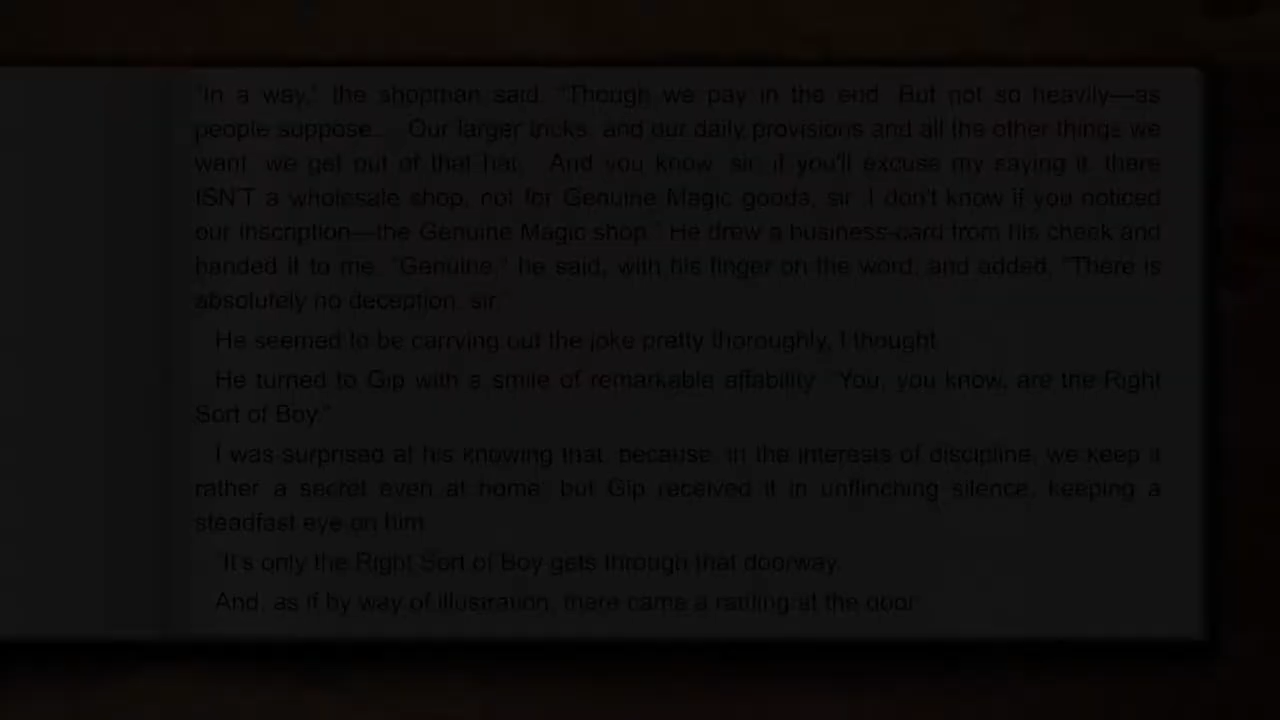 "In a way," the shopman said. "Though we pay in the end. But not so heavily—as
people suppose.... Our larger tricks, and our daily provisions and all the other things we
want, we get out of that hat... And you know, sir, if you'll excuse my saying it, there
ISN'T a wholesale shop, not for Genuine Magic goods, sir. I don't know if you noticed
our inscription—the Genuine Magic shop." He drew a business-card from his cheek and
handed it to me. "Genuine," he said, with his finger on the word, and added, "There is
absolutely no deception, sir."
He seemed to be carrying out the joke pretty thoroughly, I thought.
He turned to Gip with a smile of remarkable affability. "You, you know, are the Right
Sort of Boy."
I was surprised at his knowing that, because, in the interests of discipline, we keep it
rather a secret even at home; but Gip received it in unflinching silence, keeping a
steadfast eye on him.
"It's only the Right Sort of Boy gets through that doorway."
And, as if by way of illustration, there came a rattling at the door